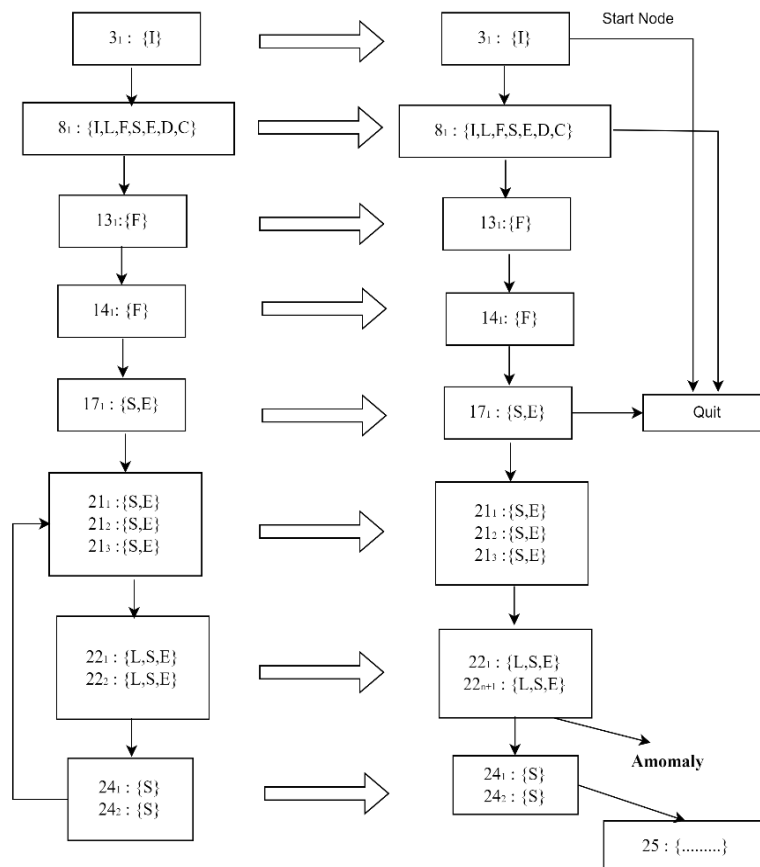 Start Node
3₁ : {I}
3₁ : {I}
8₁ : {I,L,F,S,E,D,C}
8₁ : {I,L,F,S,E,D,C}
13₁:{F}
13₁:{F}
14₁: {F}
14₁: {F}
17₁ : {S,E}
17₁ : {S,E}
Quit
21₁ :{S,E}
21₂ :{S,E}
21₃ :{S,E}
21₁ :{S,E}
21₂ :{S,E}
21₃ :{S,E}
22₁ : {L,S,E}
22₂ : {L,S,E}
22₁ : {L,S,E}
22ₙ₊₁ : {L,S,E}
Amomaly
24₁ : {S}
24₂ : {S}
24₁ : {S}
24₂ : {S}
25 : {.........}